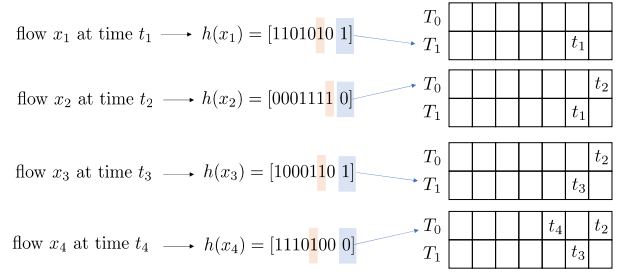 flow x₁ at time t₁ → h(x₁) = [1101010 1] T₀
T₁ t₁
flow x₂ at time t₂ → h(x₂) = [0001111 0] T₀ t₂
T₁ t₁
flow x₃ at time t₃ → h(x₃) = [1000110 1] T₀ t₂
T₁ t₃
flow x₄ at time t₄ → h(x₄) = [1110100 0] T₀ t₄ t₂
T₁ t₃